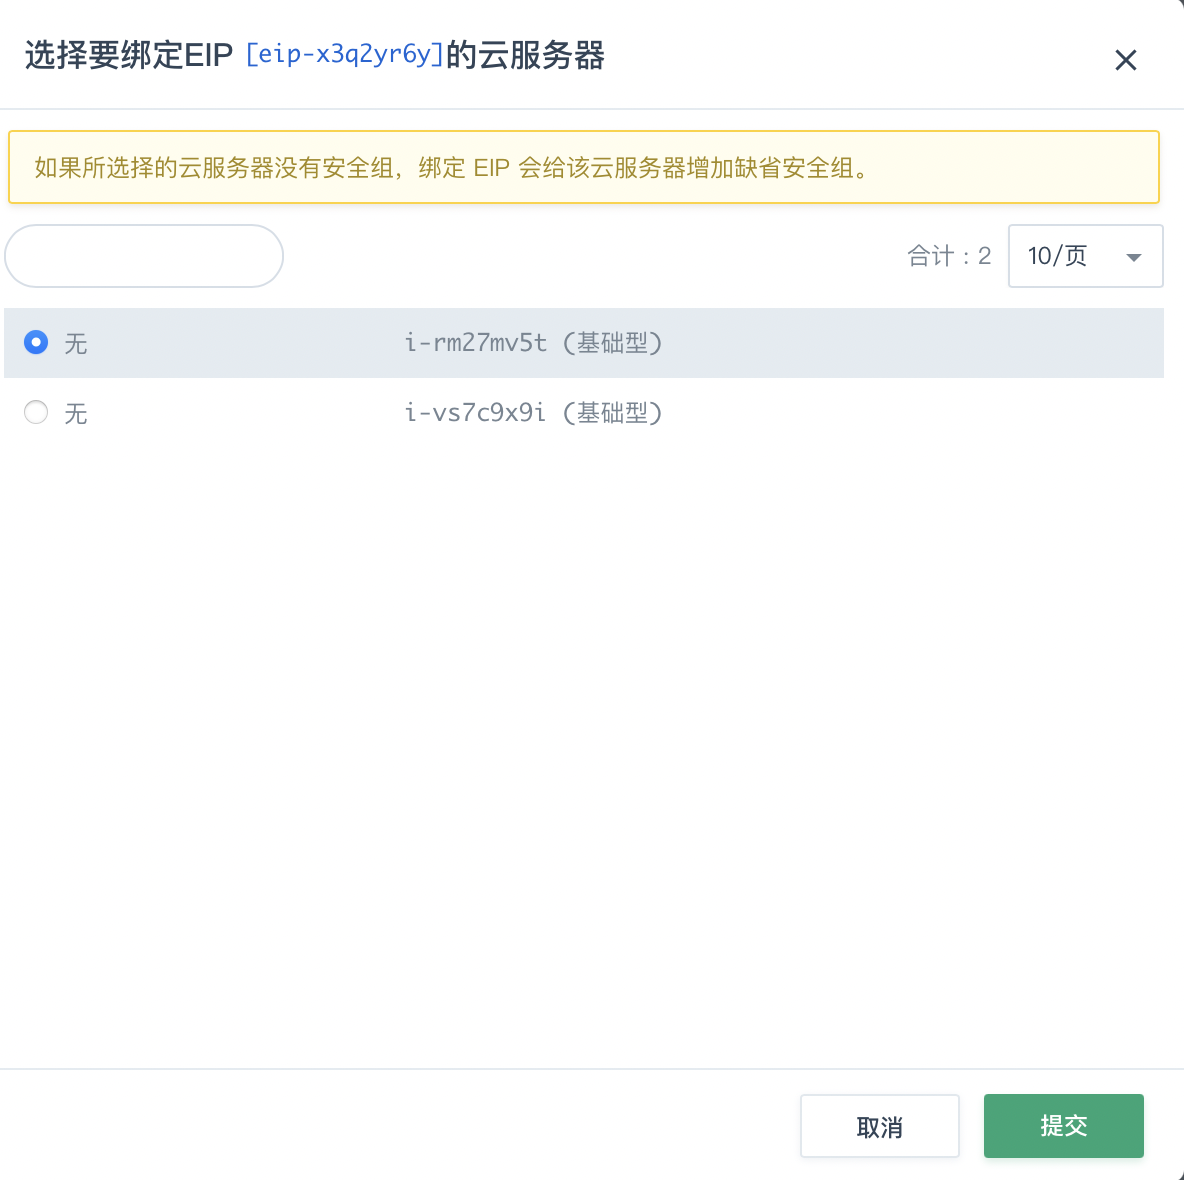 选择要绑定EIP [eip-x3q2yr6y]的云服务器
如果所选择的云服务器没有安全组，绑定 EIP 会给该云服务器增加缺省安全组。
合计：2 10/页
无 i-rm27mv5t (基础型)
无 i-vs7c9x9i (基础型)
取消 提交